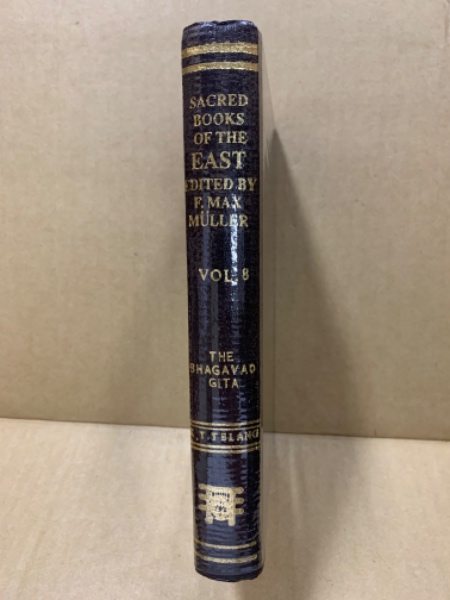 SACRED
BOOKS
OF THE
EAST
EDITED BY
F. MAX
MÜLLER
VOL. 8
THE
BHAGAVAD
GITA
K.T. TELANG